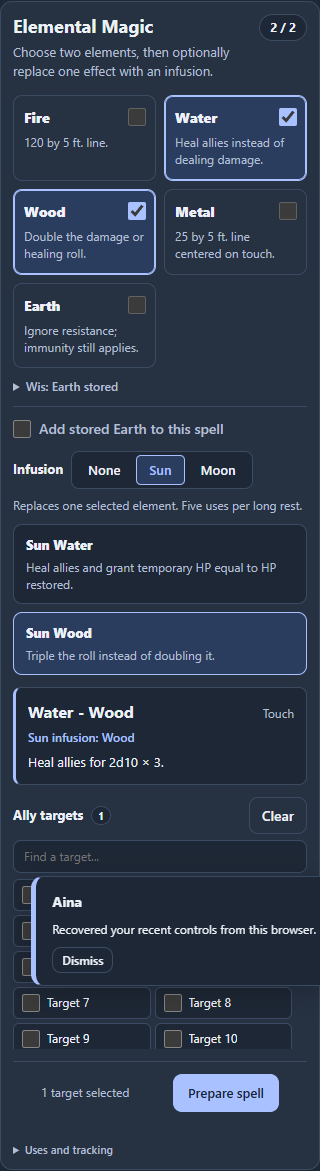 Elemental Magic
2 / 2
Choose two elements, then optionally
replace one effect with an infusion.
Fire
120 by 5 ft. line.
Water
Heal allies instead of
dealing damage.
Wood
Double the damage or
healing roll.
Metal
25 by 5 ft. line
centered on touch.
Earth
Ignore resistance;
immunity still applies.
Wis: Earth stored
Add stored Earth to this spell
Infusion
None
Sun
Moon
Replaces one selected element. Five uses per long rest.
Sun Water
Heal allies and grant temporary HP equal to HP
restored.
Sun Wood
Triple the roll instead of doubling it.
Water - Wood
Touch
Sun infusion: Wood
Heal allies for 2d10 × 3.
Ally targets
1
Clear
Find a target...
Aina
Recovered your recent controls from this browser.
Dismiss
Target 7
Target 8
Target 9
Target 10
1 target selected
Prepare spell
Uses and tracking